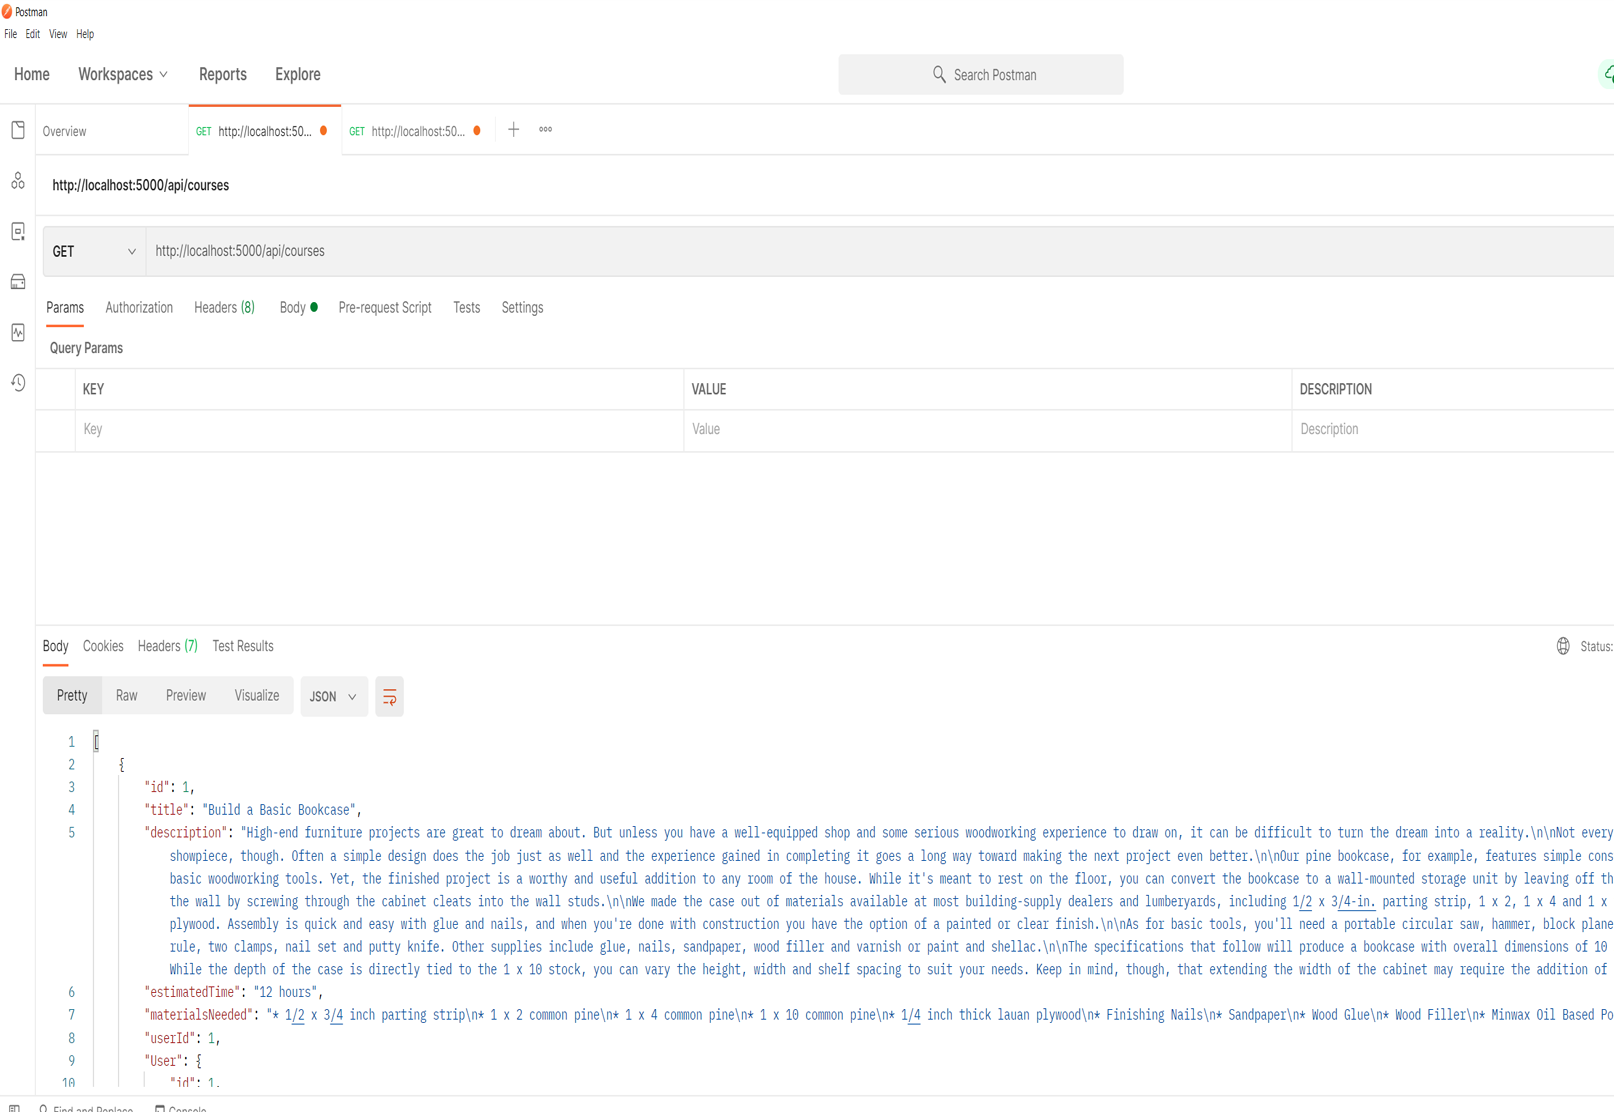 Postman
File Edit View Help
Home Workspaces Reports Explore Search Postman
Overview GET http://localhost:50... GET http://localhost:50...
http://localhost:5000/api/courses
GET http://localhost:5000/api/courses
Params Authorization Headers (8) Body Pre-request Script Tests Settings
Query Params
KEY VALUE DESCRIPTION
Key Value Description
Body Cookies Headers (7) Test Results Status:
Pretty Raw Preview Visualize JSON
1 [
2 {
3 "id": 1,
4 "title": "Build a Basic Bookcase",
5 "description": "High-end furniture projects are great to dream about. But unless you have a well-equipped shop and some serious woodworking experience to draw on, it can be difficult to turn the dream into a reality.\n\nNot every
showpiece, though. Often a simple design does the job just as well and the experience gained in completing it goes a long way toward making the next project even better.\n\nOur pine bookcase, for example, features simple cons
basic woodworking tools. Yet, the finished project is a worthy and useful addition to any room of the house. While it's meant to rest on the floor, you can convert the bookcase to a wall-mounted storage unit by leaving off th
the wall by screwing through the cabinet cleats into the wall studs.\n\nWe made the case out of materials available at most building-supply dealers and lumberyards, including 1/2 x 3/4-in. parting strip, 1 x 2, 1 x 4 and 1 x
plywood. Assembly is quick and easy with glue and nails, and when you're done with construction you have the option of a painted or clear finish.\n\nAs for basic tools, you'll need a portable circular saw, hammer, block plane
rule, two clamps, nail set and putty knife. Other supplies include glue, nails, sandpaper, wood filler and varnish or paint and shellac.\n\nThe specifications that follow will produce a bookcase with overall dimensions of 10
While the depth of the case is directly tied to the 1 x 10 stock, you can vary the height, width and shelf spacing to suit your needs. Keep in mind, though, that extending the width of the cabinet may require the addition of
6 "estimatedTime": "12 hours",
7 "materialsNeeded": "* 1/2 x 3/4 inch parting strip\n* 1 x 2 common pine\n* 1 x 4 common pine\n* 1 x 10 common pine\n* 1/4 inch thick lauan plywood\n* Finishing Nails\n* Sandpaper\n* Wood Glue\n* Wood Filler\n* Minwax Oil Based Po
8 "userId": 1,
9 "User": {
10 "id": 1,
Find and Replace Console